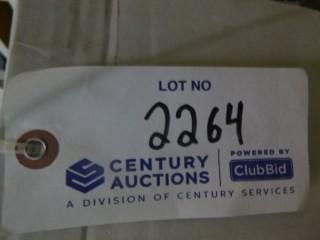 LOT NO
2264
CENTURY AUCTIONS
POWERED BY
ClubBid
A DIVISION OF CENTURY SERVICES